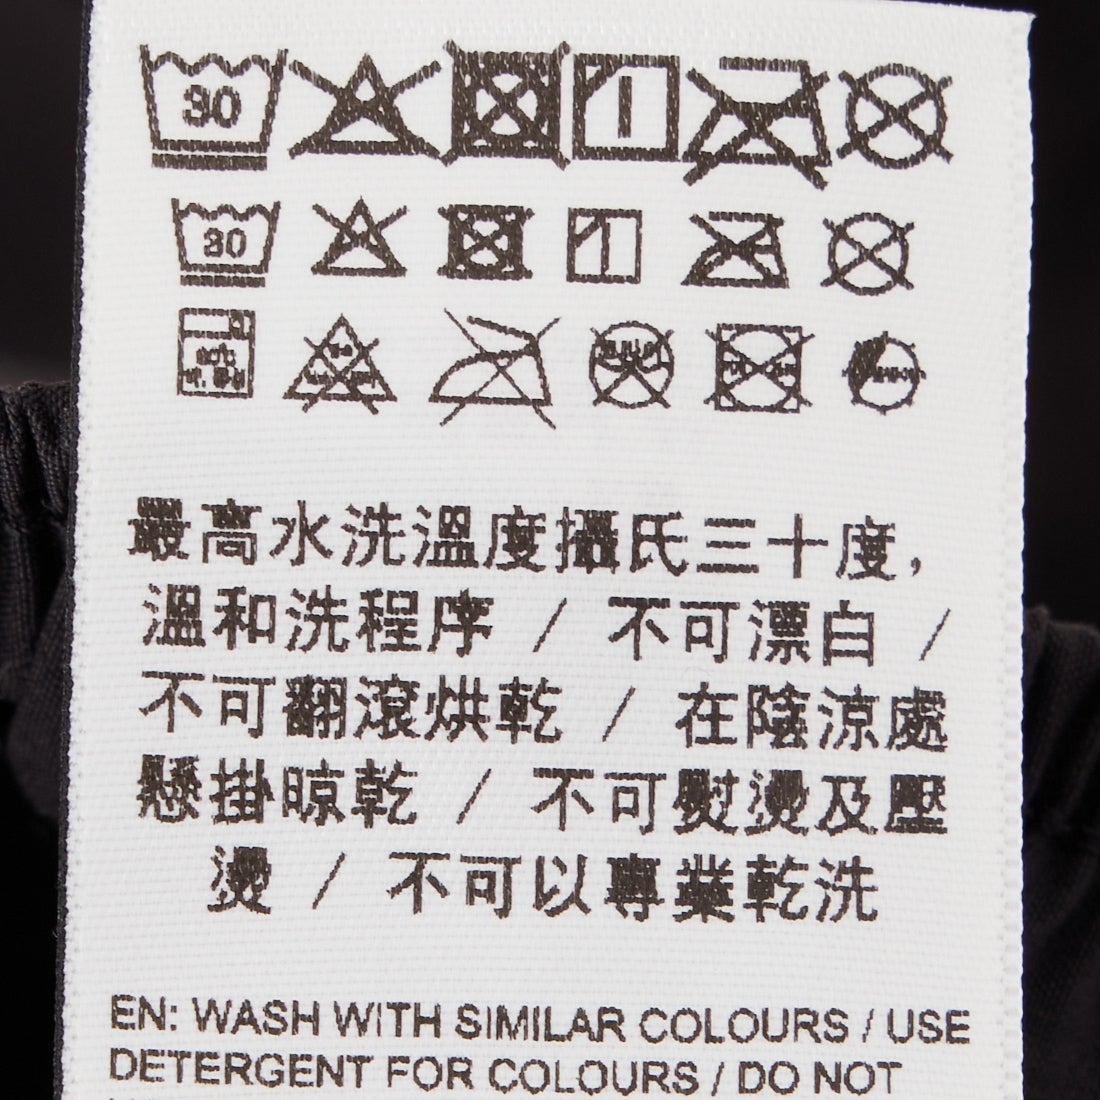 30
30
最高水洗溫度攝氏三十度,
溫和洗程序 / 不可漂白 /
不可翻滾烘乾 / 在陰涼處
懸掛晾乾 / 不可熨燙及壓
燙 / 不可以專業乾洗
EN: WASH WITH SIMILAR COLOURS / USE
DETERGENT FOR COLOURS / DO NOT